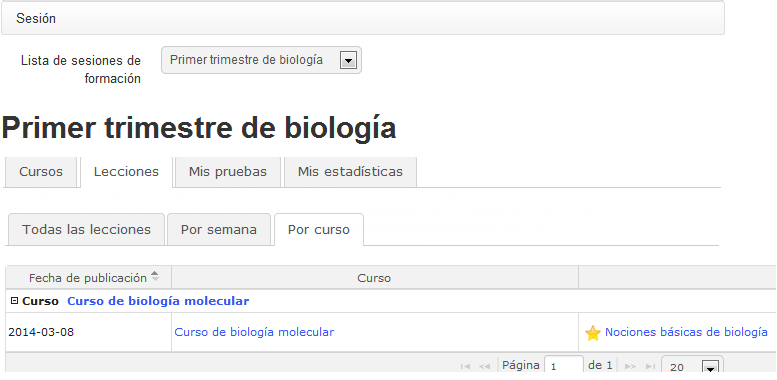 Sesión
Lista de sesiones de
formación
Primer trimestre de biología
Primer trimestre de biología
Cursos Lecciones Mis pruebas Mis estadísticas
Todas las lecciones Por semana Por curso
Fecha de publicación Curso
Curso Curso de biología molecular
2014-03-08 Curso de biología molecular Nociones básicas de biología
Página 1 de 1 20